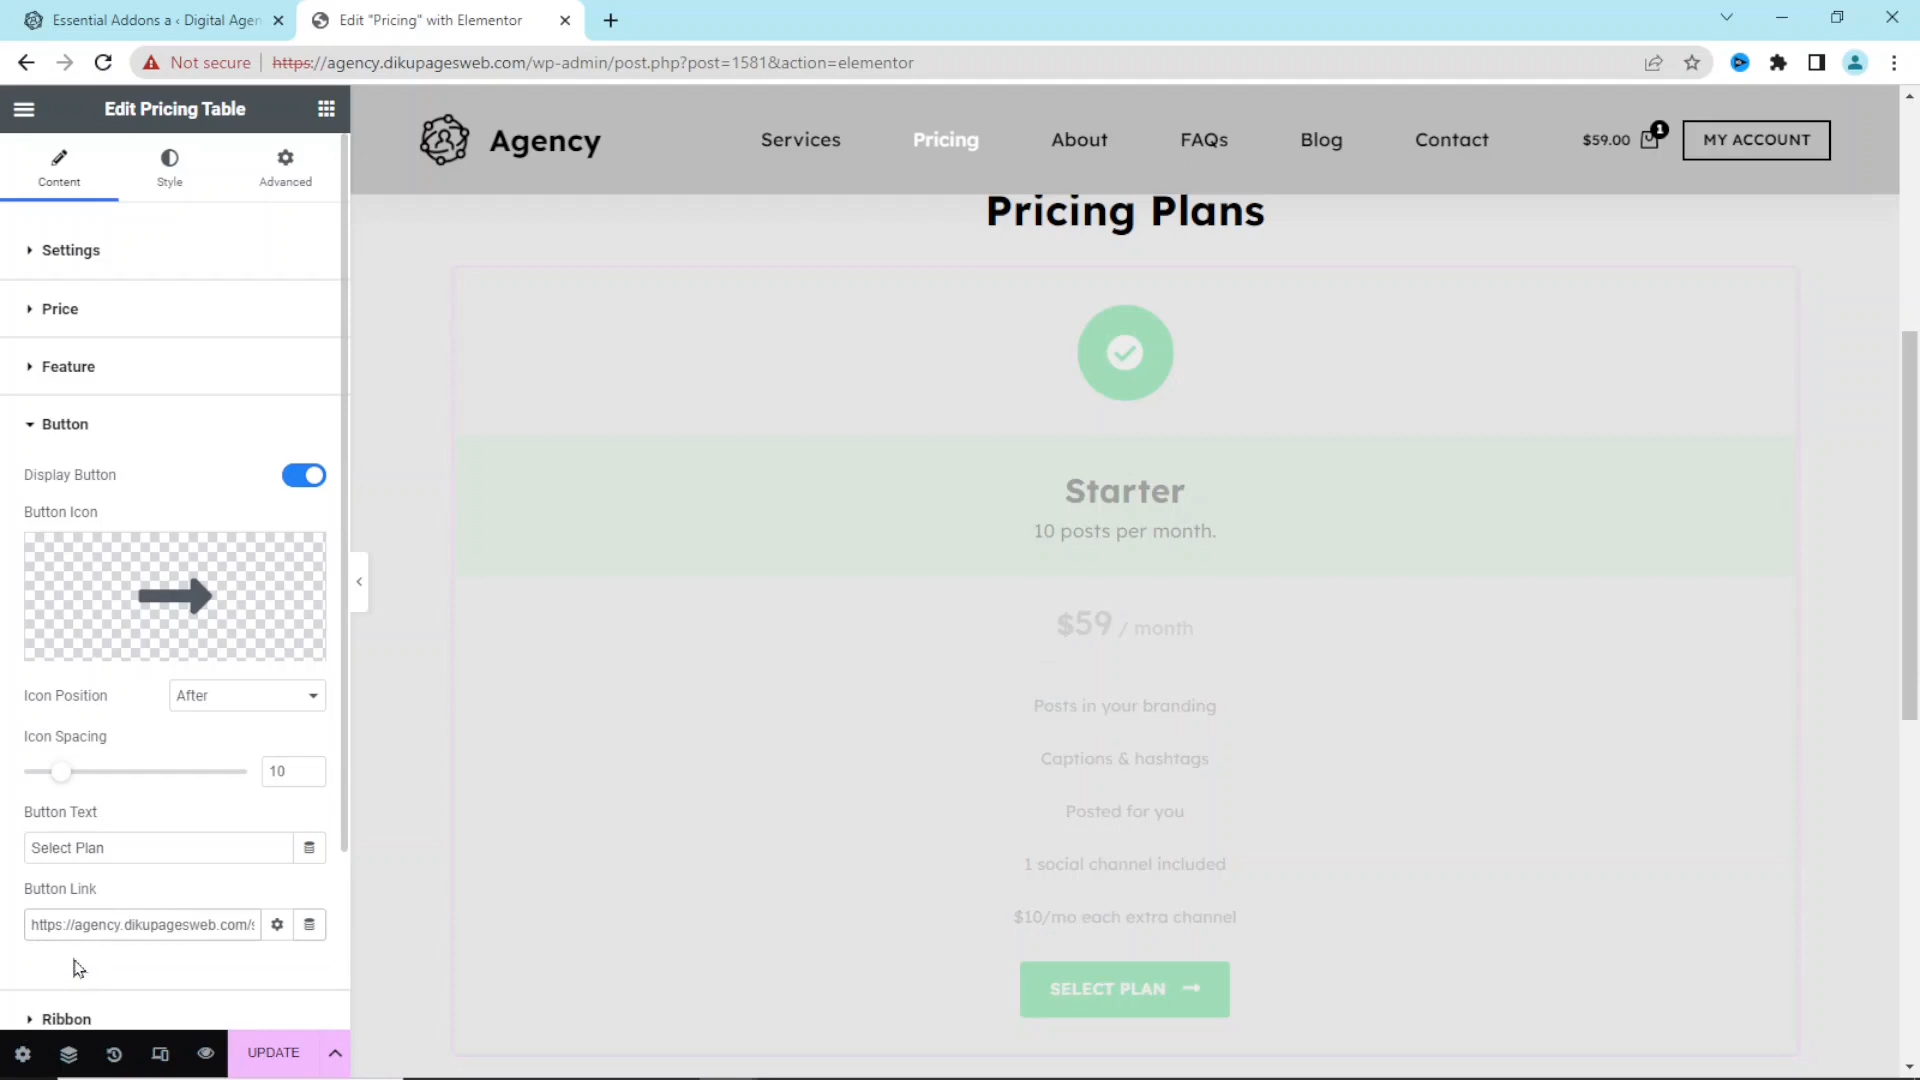 Essential Addons a ‹ Digital Agen
Edit "Pricing" with Elementor
Not secure
https://agency.dikupagesweb.com/wp-admin/post.php?post=1581&action=elementor
Edit Pricing Table
Content
Style
Advanced
Settings
Price
Feature
Button
Display Button
Button Icon
Icon Position
After
Icon Spacing
10
Button Text
Select Plan
Button Link
https://agency.dikupagesweb.com/s
Ribbon
UPDATE
Agency
Services
Pricing
About
FAQs
Blog
Contact
$59.00
1
MY ACCOUNT
Pricing Plans
Starter
10 posts per month.
$59 / month
Posts in your branding
Captions & hashtags
Posted for you
1 social channel included
$10/mo each extra channel
SELECT PLAN